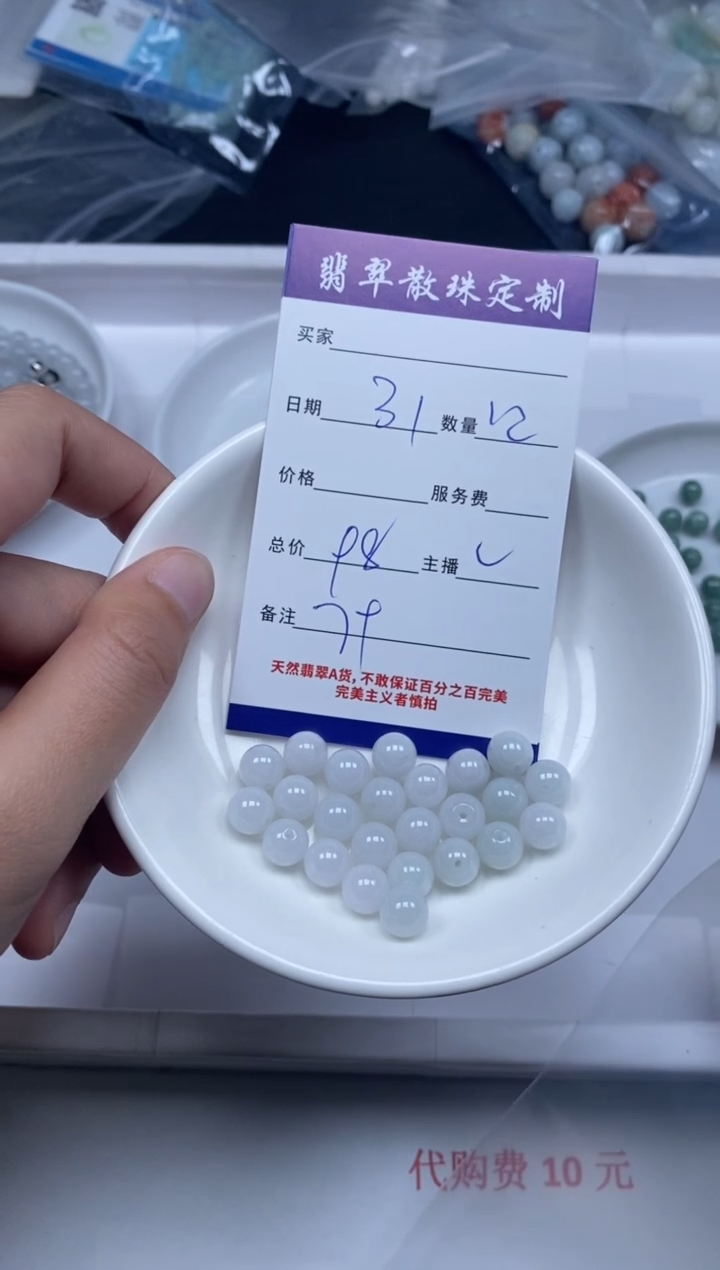 翡翠散珠定制
买家
日期 31 数量
价格 服务费
总价 98 主播
备注
天然翡翠A货,不敢保证百分之百完美
完美主义者慎拍
代购费 10 元